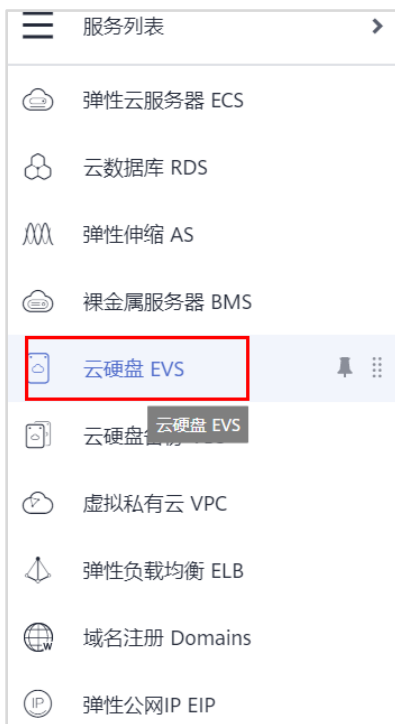 服务列表
弹性云服务器 ECS
云数据库 RDS
弹性伸缩 AS
裸金属服务器 BMS
云硬盘 EVS
云硬盘 EVS
云硬盘
虚拟私有云 VPC
弹性负载均衡 ELB
域名注册 Domains
弹性公网IP EIP